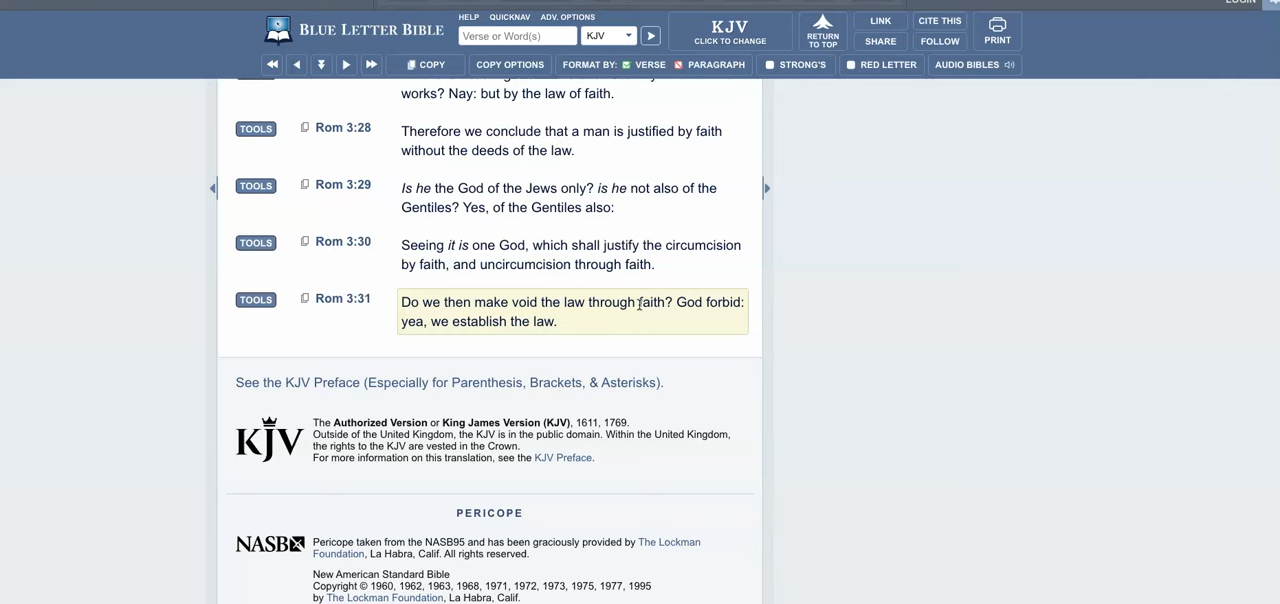 LOGIN
BLUE LETTER BIBLE
HELP QUICKNAV ADV. OPTIONS
Verse or Word(s) KJV
KJV
CLICK TO CHANGE
RETURN
TO TOP
LINK CITE THIS
SHARE FOLLOW
PRINT
COPY COPY OPTIONS FORMAT BY: VERSE PARAGRAPH STRONG'S RED LETTER AUDIO BIBLES
works? Nay: but by the law of faith.
TOOLS Rom 3:28 Therefore we conclude that a man is justified by faith
without the deeds of the law.
TOOLS Rom 3:29 Is he the God of the Jews only? is he not also of the
Gentiles? Yes, of the Gentiles also:
TOOLS Rom 3:30 Seeing it is one God, which shall justify the circumcision
by faith, and uncircumcision through faith.
TOOLS Rom 3:31 Do we then make void the law through faith? God forbid:
yea, we establish the law.
See the KJV Preface (Especially for Parenthesis, Brackets, & Asterisks).
KJV
The Authorized Version or King James Version (KJV), 1611, 1769.
Outside of the United Kingdom, the KJV is in the public domain. Within the United Kingdom,
the rights to the KJV are vested in the Crown.
For more information on this translation, see the KJV Preface.
PERICOPE
NASB
Pericope taken from the NASB95 and has been graciously provided by The Lockman
Foundation, La Habra, Calif. All rights reserved.
New American Standard Bible
Copyright © 1960, 1962, 1963, 1968, 1971, 1972, 1973, 1975, 1977, 1995
by The Lockman Foundation, La Habra, Calif.